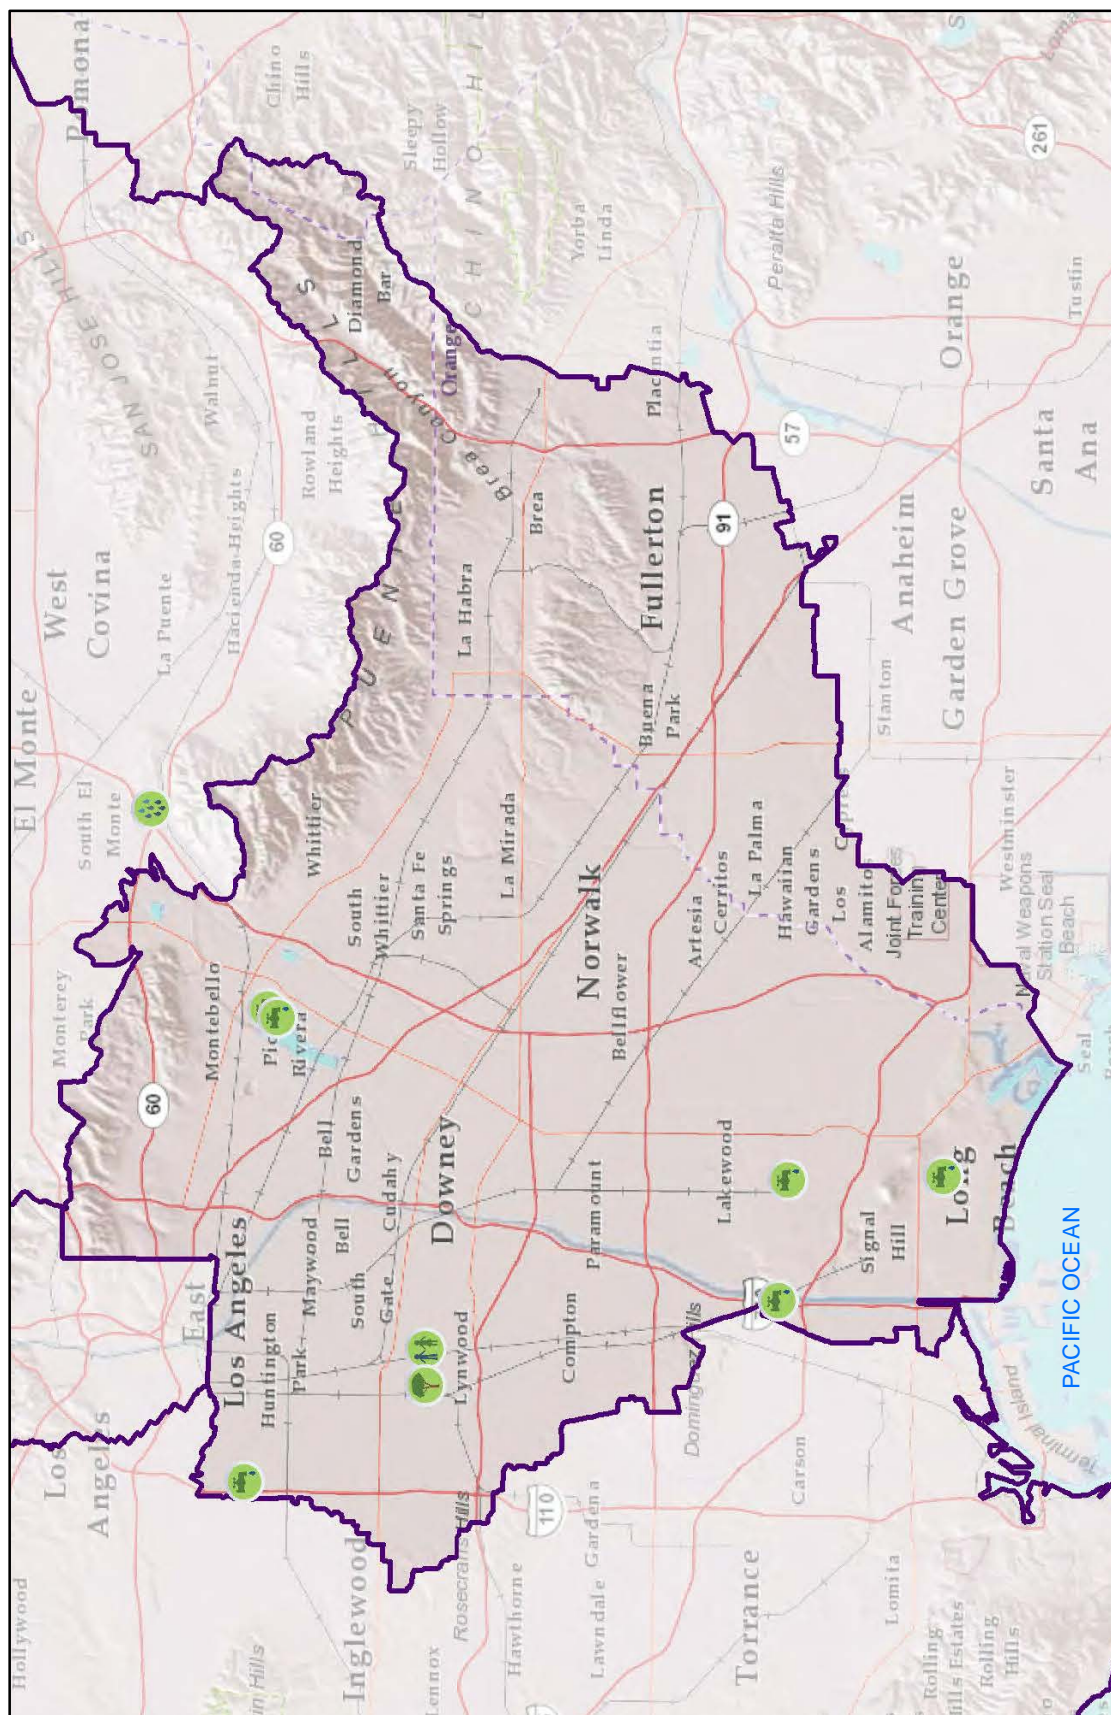 Hollywood
Los
Angeles
East
Los Angeles
Monterey
Park
El Monte
South El
Monte
West
Covina
La Puente
Hacienda Heights
60
Rowland
Heights
Walnut
SAN JOSE HILLS
Pomona
Chino
Hills
Sleepy
Hollow
CHINO HIL
Diamond
Bar
PUENTE HILLS
Brea Canyon
Orange
Yorba
Linda
Peralta Hills
261
Tustin
Orange
Santa
Ana
57
Placentia
Anaheim
Garden Grove
Stanton
91
Fullerton
Brea
La Habra
Buena
Park
La Mirada
Whittier
South
Whittier
Santa Fe
Springs
Norwalk
Artesia
Cerritos
La Palma
Hawaiian
Gardens
Los
Alamitos
Joint Forces
Training
Center
Westminster
Naval Weapons
Station Seal
Beach
Seal
Montebello
60
Rivera
Bell
Gardens
Cudahy
Downey
Bellflower
Paramount
Lakewood
Signal
Hill
Long
Beach
PACIFIC OCEAN
Maywood
Bell
South
Gate
Huntington
Park
Lynwood
Compton
Dominguez Hills
Carson
Terminal Island
110
Gardena
Rosecrans Hills
Inglewood
Lennox
Hawthorne
Lawndale
Torrance
Lomita
Rolling
Hills Estates
Rolling
Hills